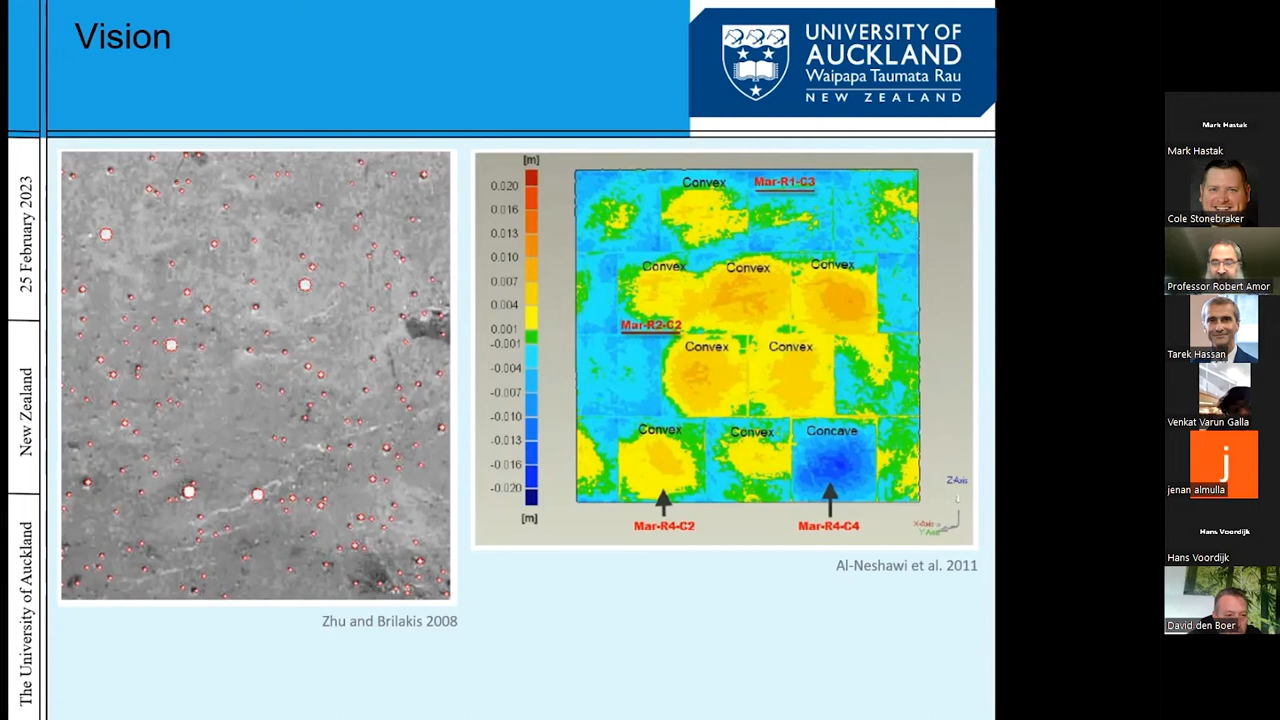 Vision
UNIVERSITY OF
AUCKLAND
Waipapa Taumata Rau
NEW ZEALAND
25 February 2023
New Zealand
The University of Auckland
Zhu and Brilakis 2008
[m]
0.020
0.016
0.013
0.010
0.007
0.004
0.001
-0.001
-0.004
-0.007
-0.010
-0.013
-0.016
-0.020
[m]
Convex
Mar-R1-C3
Convex
Convex
Convex
Mar-R2-C2
Convex
Convex
Convex
Convex
Concave
Mar-R4-C2
Mar-R4-C4
Z-Axis
X-Axis
Y Axis
Al-Neshawi et al. 2011
Mark Hastak
Mark Hastak
Cole Stonebraker
Professor Robert Amor
Tarek Hassan
Venkat Varun Galla
j
jenan almulla
Hans Voordijk
Hans Voordijk
David den Boer